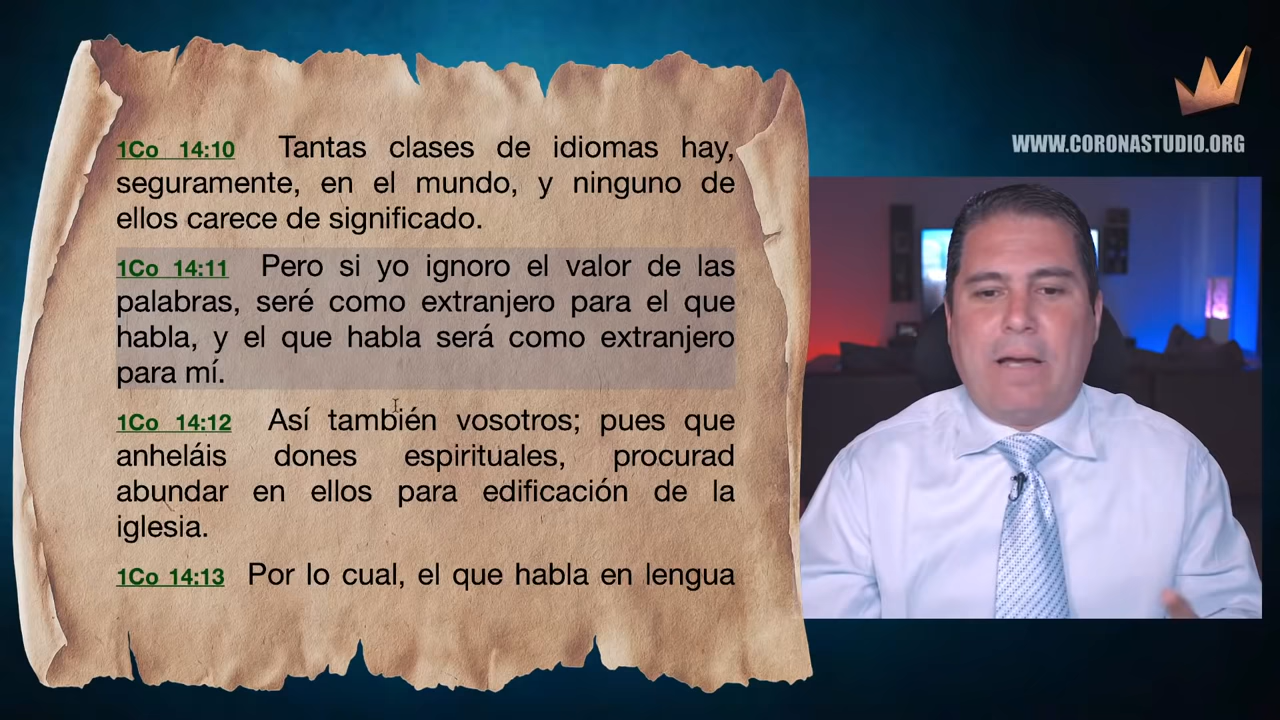 1Co 14:10 Tantas clases de idiomas hay,
seguramente, en el mundo, y ninguno de
ellos carece de significado.
1Co 14:11 Pero si yo ignoro el valor de las
palabras, seré como extranjero para el que
habla, y el que habla será como extranjero
para mí.
1Co 14:12 Así también vosotros; pues que
anheláis dones espirituales, procurad
abundar en ellos para edificación de la
iglesia.
1Co 14:13 Por lo cual, el que habla en lengua
WWW.CORONASTUDIO.ORG